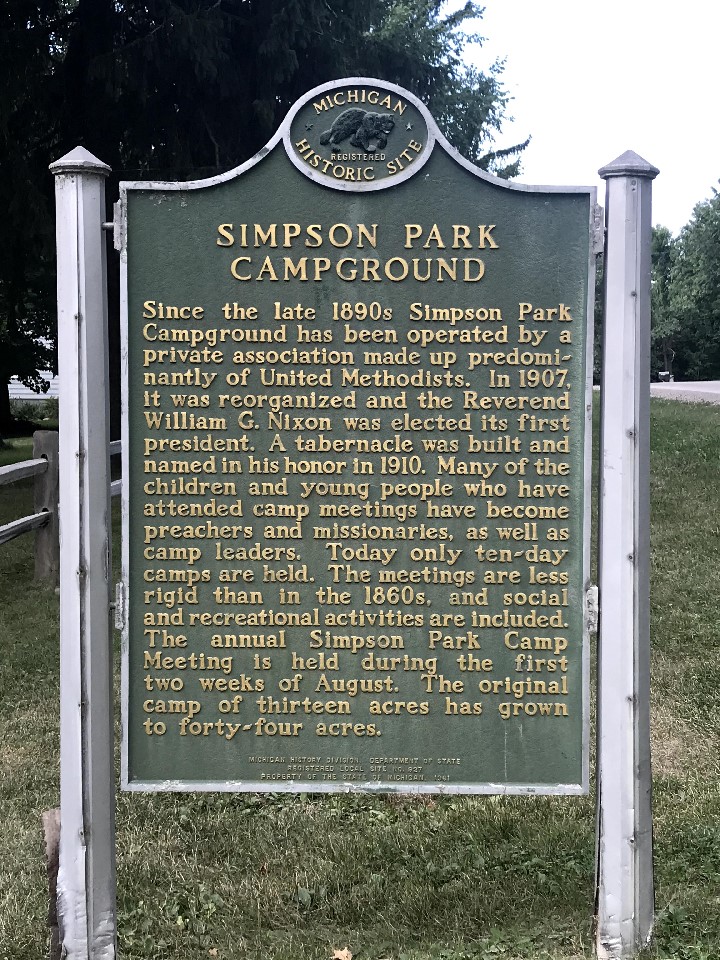 MICHIGAN
REGISTERED
HISTORIC SITE
SIMPSON PARK
CAMPGROUND
Since the late 1890s Simpson Park
Campground has been operated by a
private association made up predomi-
nantly of United Methodists. In 1907,
it was reorganized and the Reverend
William G. Nixon was elected its first
president. A tabernacle was built and
named in his honor in 1910. Many of the
children and young people who have
attended camp meetings have become
preachers and missionaries, as well as
camp leaders. Today only ten-day
camps are held. The meetings are less
rigid than in the 1860s, and social
and recreational activities are included.
The annual Simpson Park Camp
Meeting is held during the first
two weeks of August. The original
camp of thirteen acres has grown
to forty-four acres.
MICHIGAN HISTORY DIVISION, DEPARTMENT OF STATE
REGISTERED LOCAL SITE NO. 937
PROPERTY OF THE STATE OF MICHIGAN,